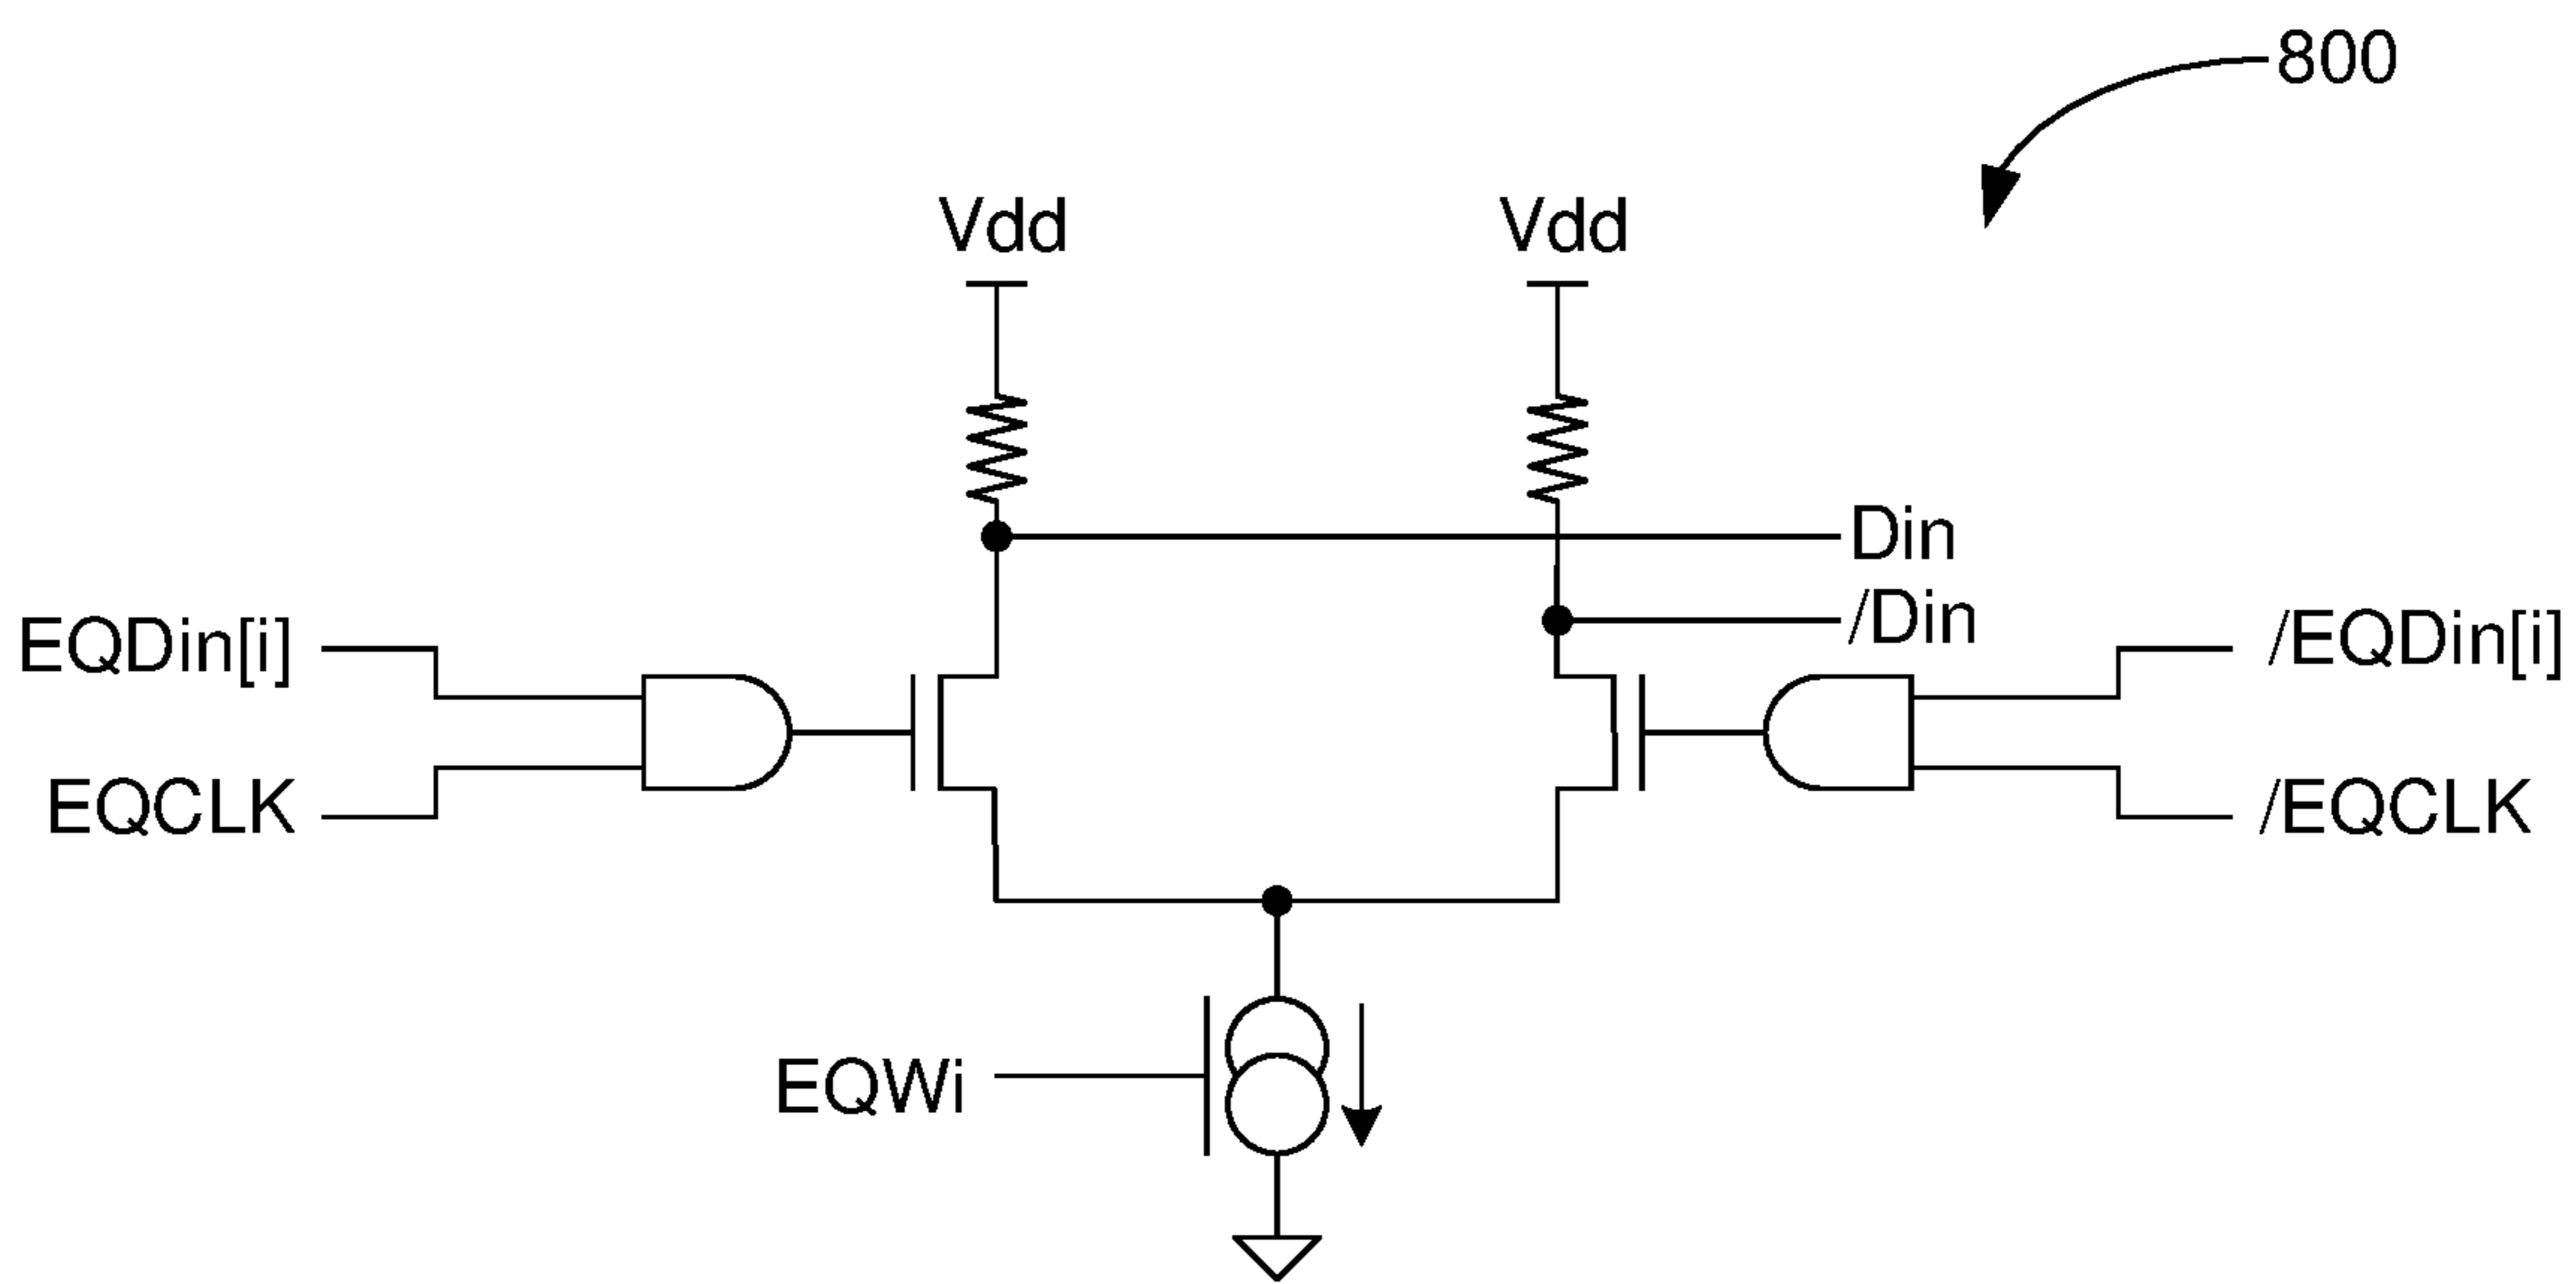 800
Vdd
Vdd
Din
/Din
EQDin[i]
/EQDin[i]
EQCLK
/EQCLK
EQWi